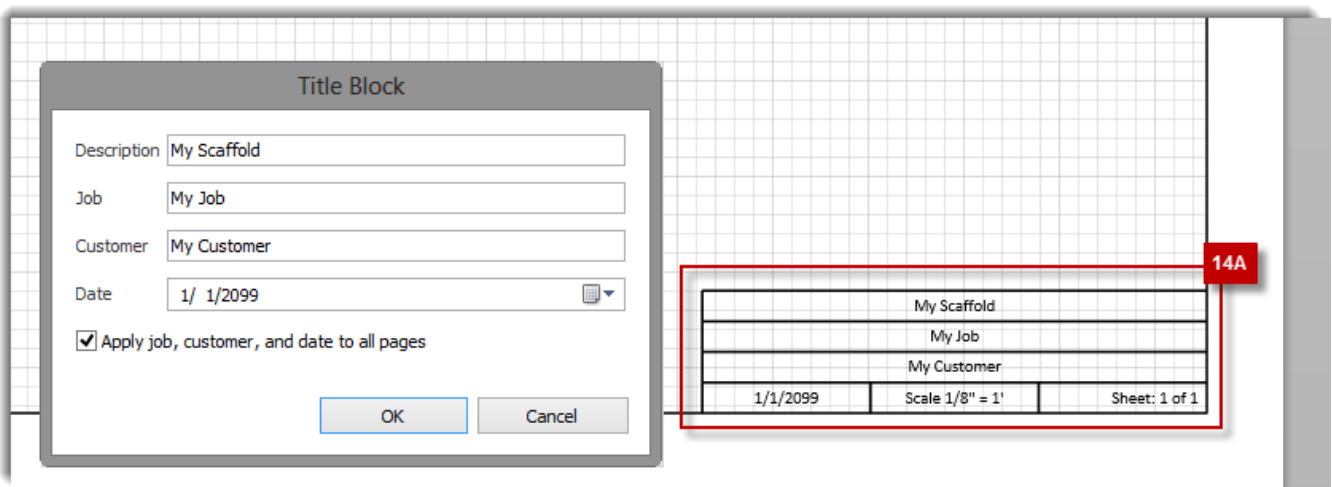 Title Block
Description My Scaffold
Job My Job
Customer My Customer
Date 1/ 1/2099
Apply job, customer, and date to all pages
OK Cancel
14A
My Scaffold
My Job
My Customer
1/1/2099 Scale 1/8" = 1' Sheet: 1 of 1